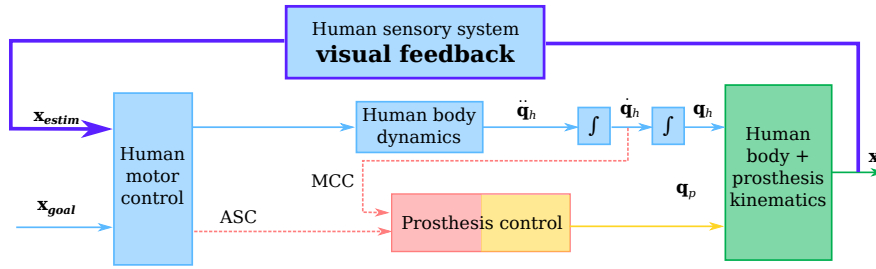 Human sensory system
visual feedback
x_estim
x_goal
Human
motor
control
Human body
dynamics
q̈_h
∫
q̇_h
∫
q_h
MCC
ASC
Prosthesis control
q_p
Human
body +
prosthesis
kinematics
x